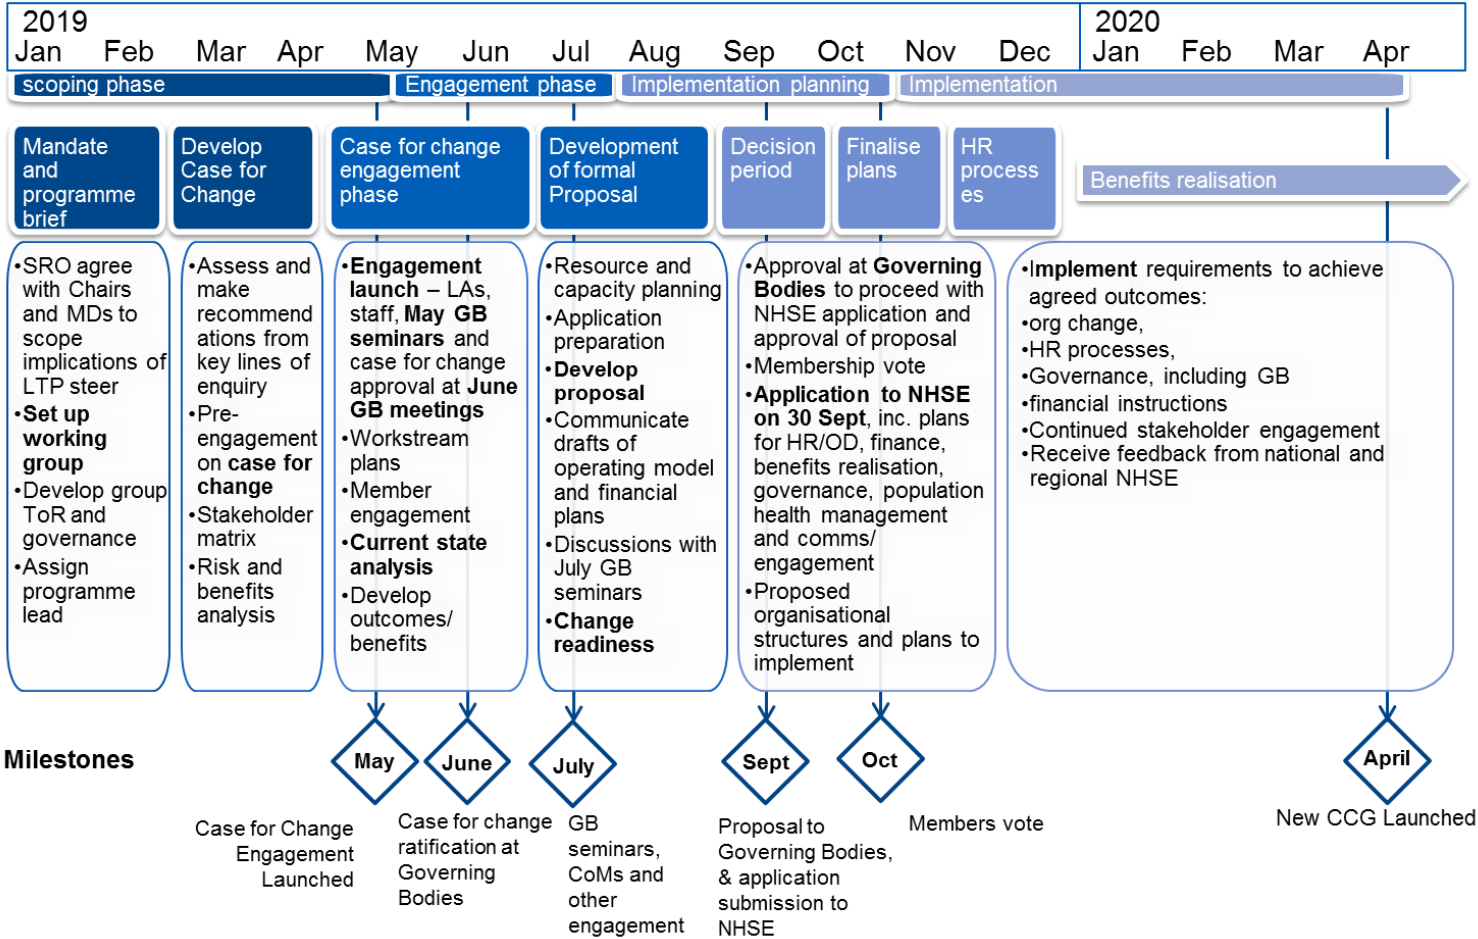 2019
2020
Jan Feb Mar Apr May Jun Jul Aug Sep Oct Nov Dec Jan Feb Mar Apr
scoping phase
Engagement phase
Implementation planning
Implementation
Mandate
and
programme
brief
Develop
Case for
Change
Case for change
engagement
phase
Development
of formal
Proposal
Decision
period
Finalise
plans
HR
process
es
Benefits realisation
•SRO agree
with Chairs
and MDs to
scope
implications of
LTP steer
•Set up
working
group
•Develop group
ToR and
governance
•Assign
programme
lead
•Assess and
make
recommend
ations from
key lines of
enquiry
•Pre-
engagement
on case for
change
•Stakeholder
matrix
•Risk and
benefits
analysis
•Engagement
launch – LAs,
staff, May GB
seminars and
case for change
approval at June
GB meetings
•Workstream
plans
•Member
engagement
•Current state
analysis
•Develop
outcomes/
benefits
•Resource and
capacity planning
•Application
preparation
•Develop
proposal
•Communicate
drafts of
operating model
and financial
plans
•Discussions with
July GB
seminars
•Change
readiness
•Approval at Governing
Bodies to proceed with
NHSE application and
approval of proposal
•Membership vote
•Application to NHSE
on 30 Sept, inc. plans
for HR/OD, finance,
benefits realisation,
governance, population
health management
and comms/
engagement
•Proposed
organisational
structures and plans to
implement
•Implement requirements to achieve
agreed outcomes:
•org change,
•HR processes,
•Governance, including GB
•financial instructions
•Continued stakeholder engagement
•Receive feedback from national and
regional NHSE
Milestones
May
June
July
Sept
Oct
April
Case for Change
Engagement
Launched
Case for change
ratification at
Governing
Bodies
GB
seminars,
CoMs and
other
engagement
Proposal to
Governing Bodies,
& application
submission to
NHSE
Members vote
New CCG Launched